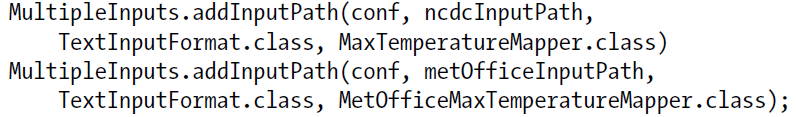 MultipleInputs.addInputPath(conf, ncdcInputPath,
    TextInputFormat.class, MaxTemperatureMapper.class)
MultipleInputs.addInputPath(conf, metOfficeInputPath,
    TextInputFormat.class, MetOfficeMaxTemperatureMapper.class);